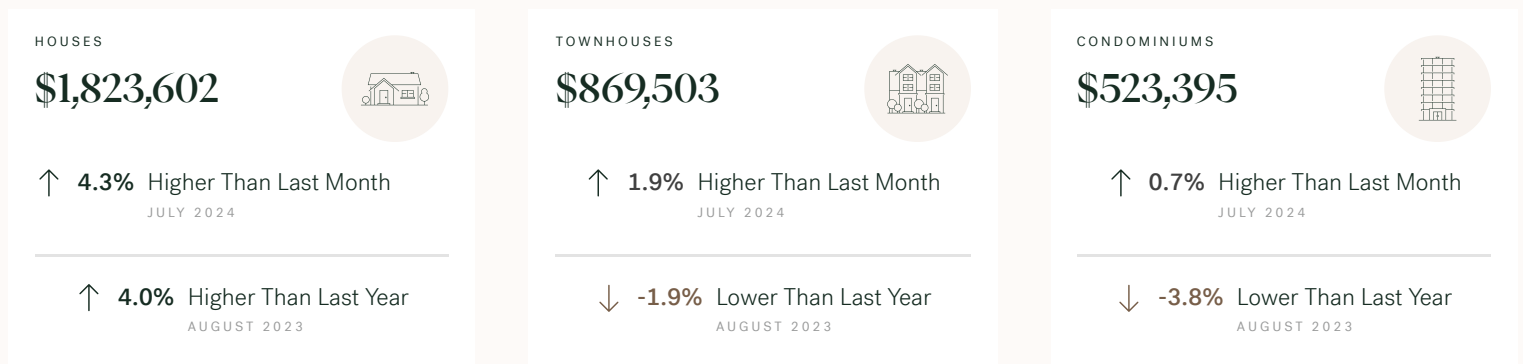 HOUSES
$1,823,602
4.3% Higher Than Last Month
JULY 2024
4.0% Higher Than Last Year
AUGUST 2023
TOWNHOUSES
$869,503
1.9% Higher Than Last Month
JULY 2024
-1.9% Lower Than Last Year
AUGUST 2023
CONDOMINIUMS
$523,395
0.7% Higher Than Last Month
JULY 2024
-3.8% Lower Than Last Year
AUGUST 2023